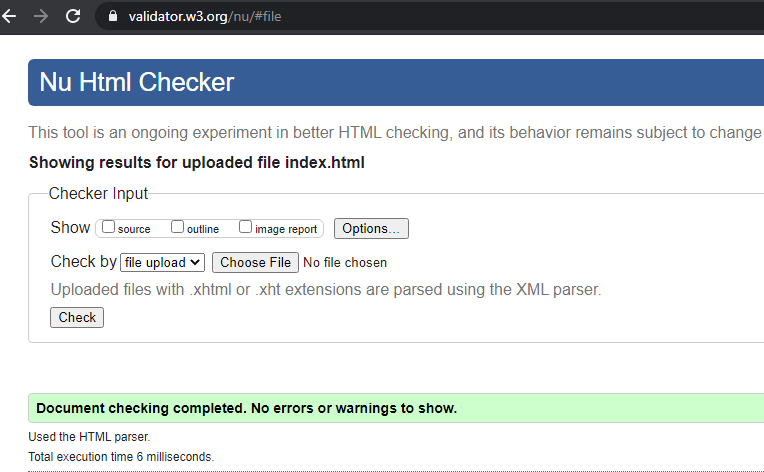 validator.w3.org/nu/#file
Nu Html Checker
This tool is an ongoing experiment in better HTML checking, and its behavior remains subject to change
Showing results for uploaded file index.html
Checker Input
Show source outline image report Options...
Check by file upload Choose File No file chosen
Uploaded files with .xhtml or .xht extensions are parsed using the XML parser.
Check
Document checking completed. No errors or warnings to show.
Used the HTML parser.
Total execution time 6 milliseconds.